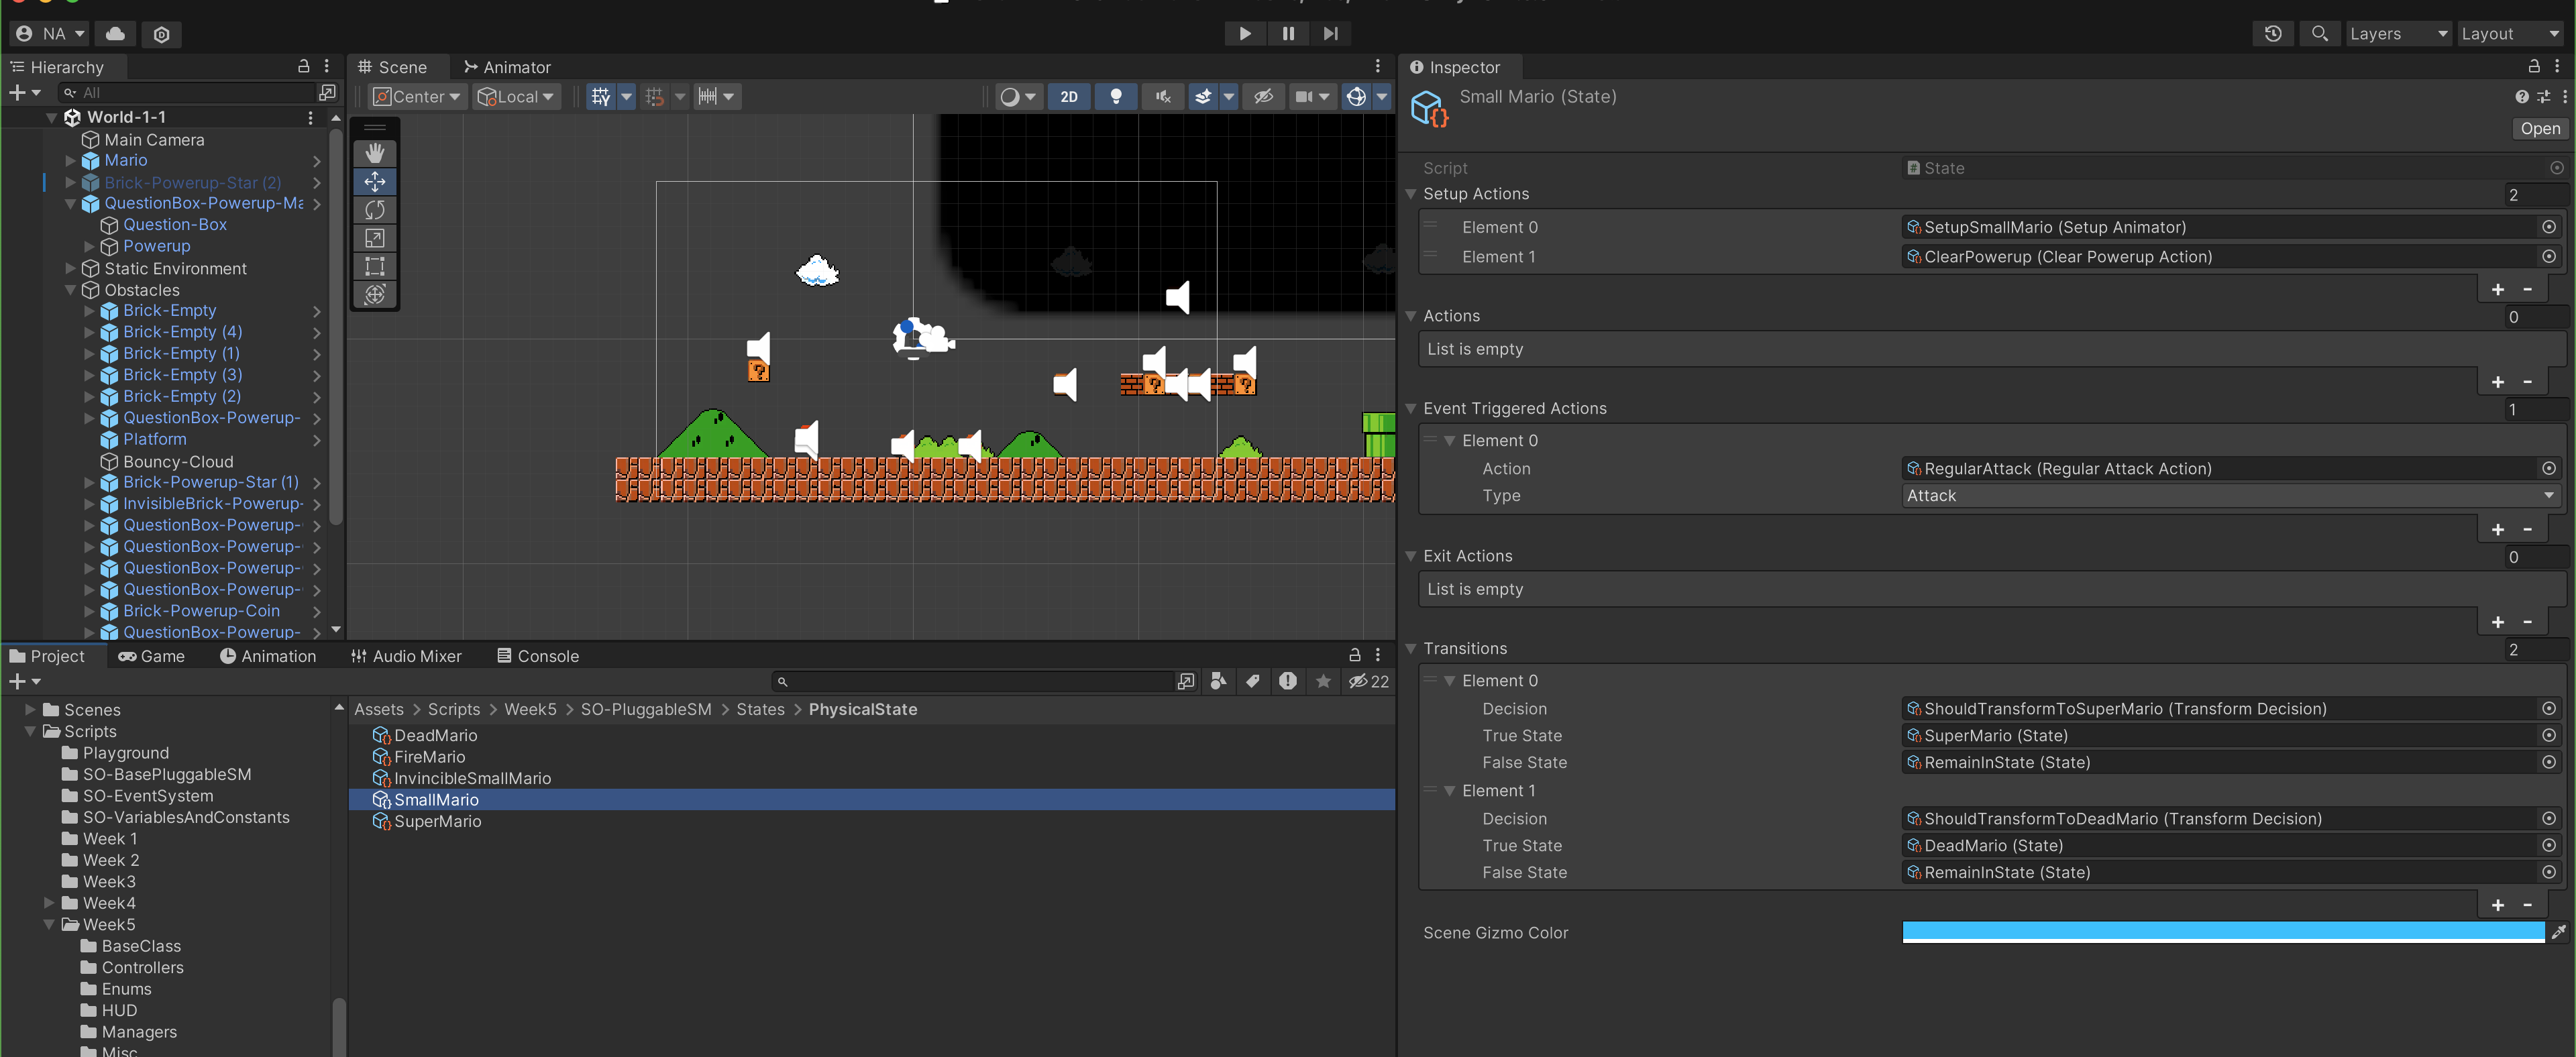 NA
Layers
Layout
Hierarchy
All
World-1-1
Main Camera
Mario
Brick-Powerup-Star (2)
QuestionBox-Powerup-Ma
Question-Box
Powerup
Static Environment
Obstacles
Brick-Empty
Brick-Empty (4)
Brick-Empty (1)
Brick-Empty (3)
Brick-Empty (2)
QuestionBox-Powerup-
Platform
Bouncy-Cloud
Brick-Powerup-Star (1)
InvisibleBrick-Powerup-
QuestionBox-Powerup-
QuestionBox-Powerup-
QuestionBox-Powerup-
QuestionBox-Powerup-
Brick-Powerup-Coin
QuestionBox-Powerup-
Scene
Animator
Center
Local
2D
Inspector
Small Mario (State)
Open
Script
State
Setup Actions
2
Element 0
SetupSmallMario (Setup Animator)
Element 1
ClearPowerup (Clear Powerup Action)
+ -
Actions
0
List is empty
+ -
Event Triggered Actions
1
Element 0
Action
RegularAttack (Regular Attack Action)
Type
Attack
+ -
Exit Actions
0
List is empty
+ -
Transitions
2
Element 0
Decision
ShouldTransformToSuperMario (Transform Decision)
True State
SuperMario (State)
False State
RemainInState (State)
Element 1
Decision
ShouldTransformToDeadMario (Transform Decision)
True State
DeadMario (State)
False State
RemainInState (State)
+ -
Scene Gizmo Color
Project
Game
Animation
Audio Mixer
Console
22
Scenes
Scripts
Playground
SO-BasePluggableSM
SO-EventSystem
SO-VariablesAndConstants
Week 1
Week 2
Week3
Week4
Week5
BaseClass
Controllers
Enums
HUD
Managers
Misc
Assets > Scripts > Week5 > SO-PluggableSM > States > PhysicalState
DeadMario
FireMario
InvincibleSmallMario
SmallMario
SuperMario